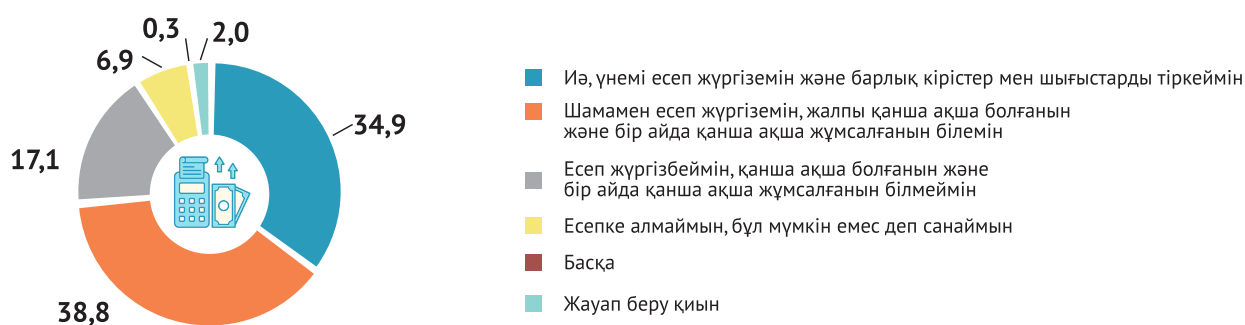 0,3
2,0
6,9
34,9
17,1
38,8
Иә, үнемі есеп жүргіземін және барлық кірістер мен шығыстарды тіркеймін
Шамамен есеп жүргіземін, жалпы қанша ақша болғанын
және бір айда қанша ақша жұмсалғанын білемін
Есеп жүргізбеймін, қанша ақша болғанын және
бір айда қанша ақша жұмсалғанын білмеймін
Есепке алмаймын, бұл мүмкін емес деп санаймын
Басқа
Жауап беру қиын